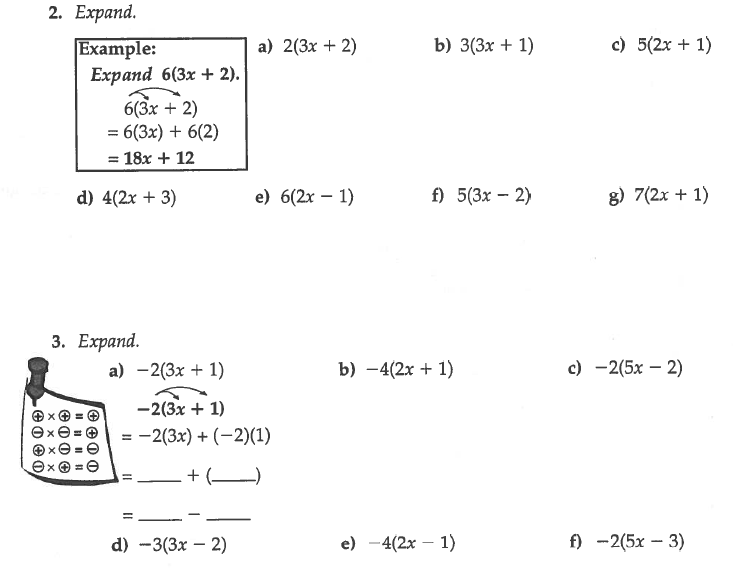 2. Expand.
Example:
Expand 6(3x + 2).
6(3x + 2)
= 6(3x) + 6(2)
= 18x + 12
a) 2(3x + 2)
b) 3(3x + 1)
c) 5(2x + 1)
d) 4(2x + 3)
e) 6(2x − 1)
f) 5(3x − 2)
g) 7(2x + 1)
3. Expand.
⊕ × ⊕ = ⊕
⊖ × ⊖ = ⊕
⊕ × ⊖ = ⊖
⊖ × ⊕ = ⊖
a) −2(3x + 1)
−2(3x + 1)
= −2(3x) + (−2)(1)
= ____ + (____)
= ____ − ____
b) −4(2x + 1)
c) −2(5x − 2)
d) −3(3x − 2)
e) −4(2x − 1)
f) −2(5x − 3)